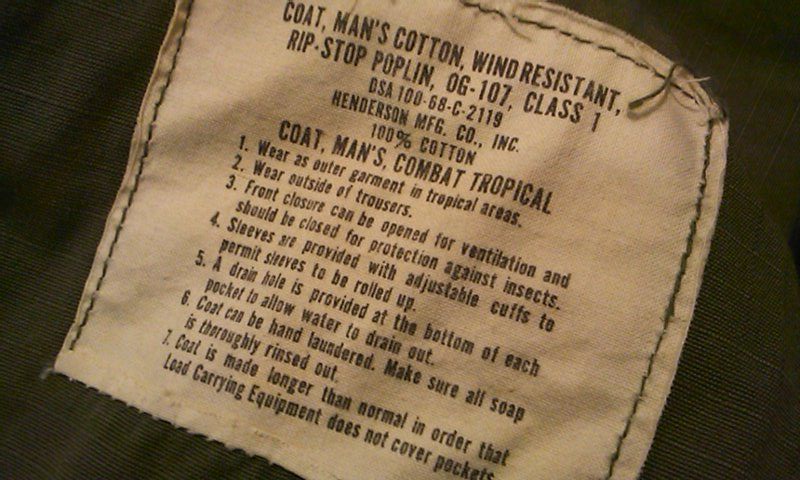 COAT, MAN'S COTTON, WIND RESISTANT,
RIP-STOP POPLIN, OG-107, CLASS 1
DSA 100-68-C-2119
HENDERSON MFG. CO., INC.
100% COTTON
COAT, MAN'S, COMBAT TROPICAL
1. Wear as outer garment in tropical areas.
2. Wear outside of trousers.
3. Front closure can be opened for ventilation and
should be closed for protection against insects.
4. Sleeves are provided with adjustable cuffs to
permit sleeves to be rolled up.
5. A drain hole is provided at the bottom of each
pocket to allow water to drain out.
6. Coat can be hand laundered. Make sure all soap
is thoroughly rinsed out.
7. Coat is made longer than normal in order that
Load Carrying Equipment does not cover pockets